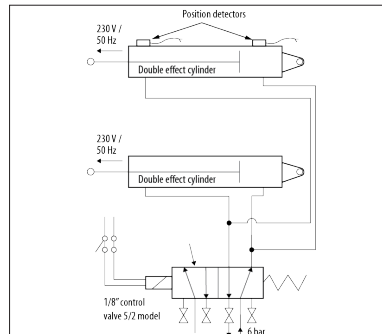 Position detectors
230 V /
50 Hz
Double effect cylinder
230 V /
50 Hz
Double effect cylinder
1/8" control
valve 5/2 model
6 bar